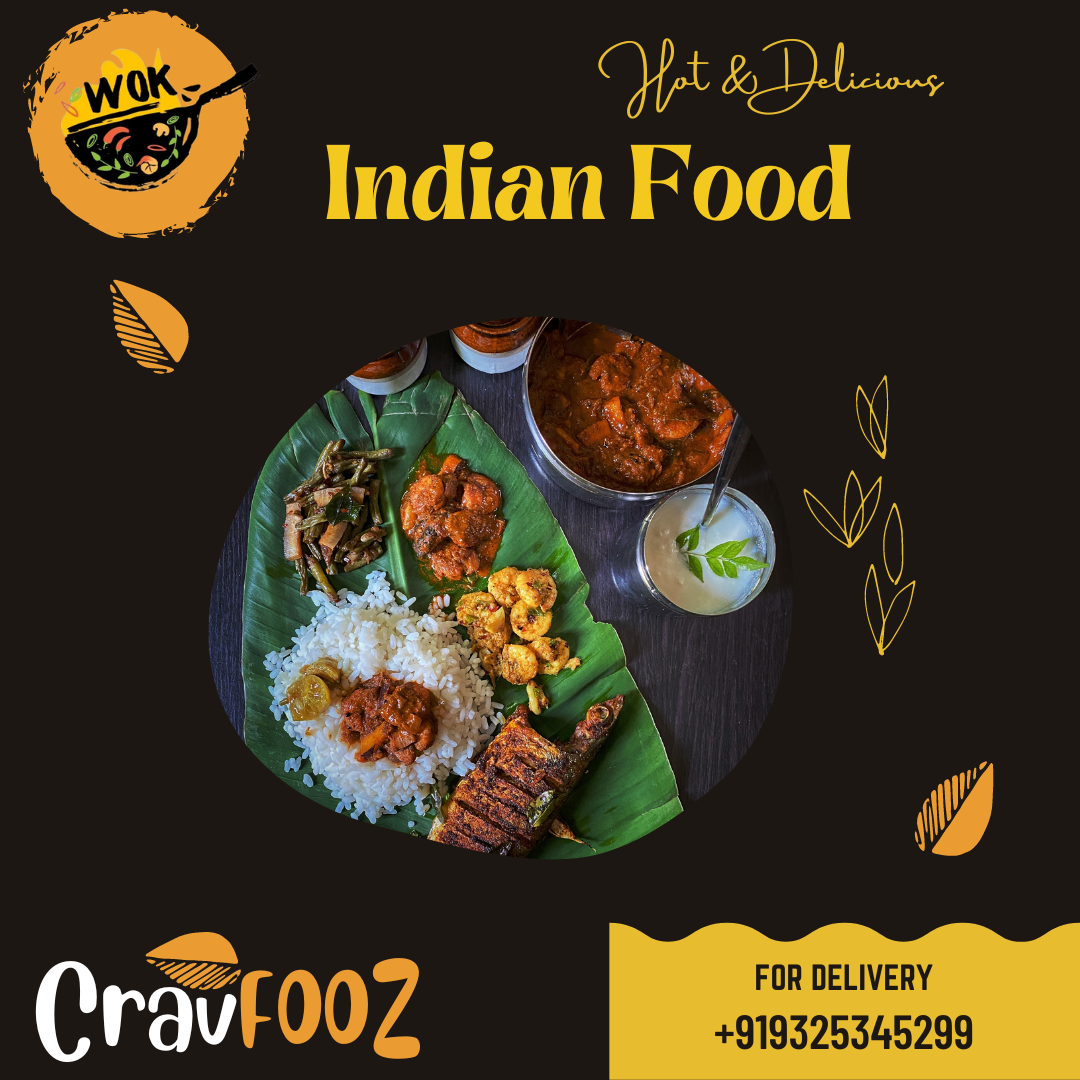 WOK
Hot & Delicious
Indian Food
CravFOOZ
FOR DELIVERY
+919325345299